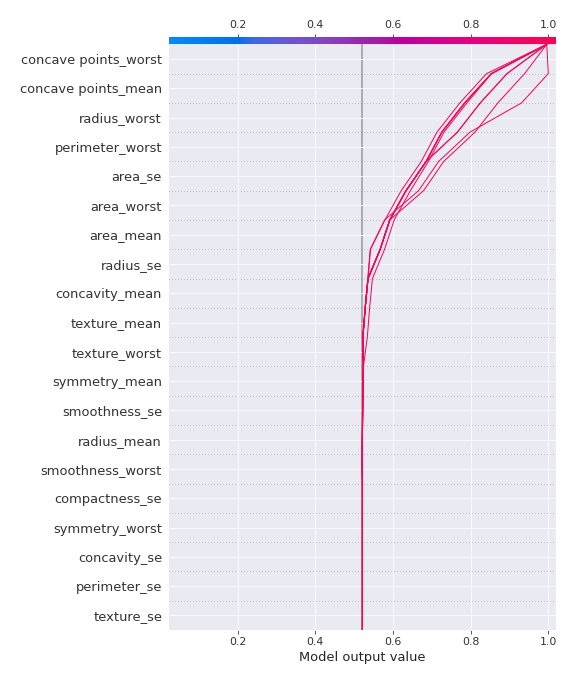 0.2 0.4 0.6 0.8 1.0
concave points_worst
concave points_mean
radius_worst
perimeter_worst
area_se
area_worst
area_mean
radius_se
concavity_mean
texture_mean
texture_worst
symmetry_mean
smoothness_se
radius_mean
smoothness_worst
compactness_se
symmetry_worst
concavity_se
perimeter_se
texture_se
0.2 0.4 0.6 0.8 1.0
Model output value